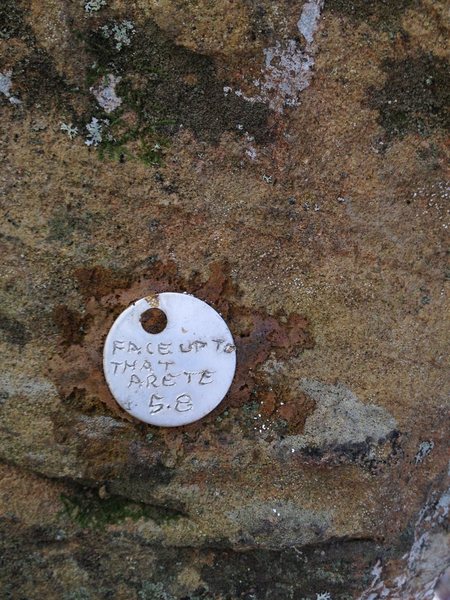 FACE UP TO
THAT
ARETE
5.8